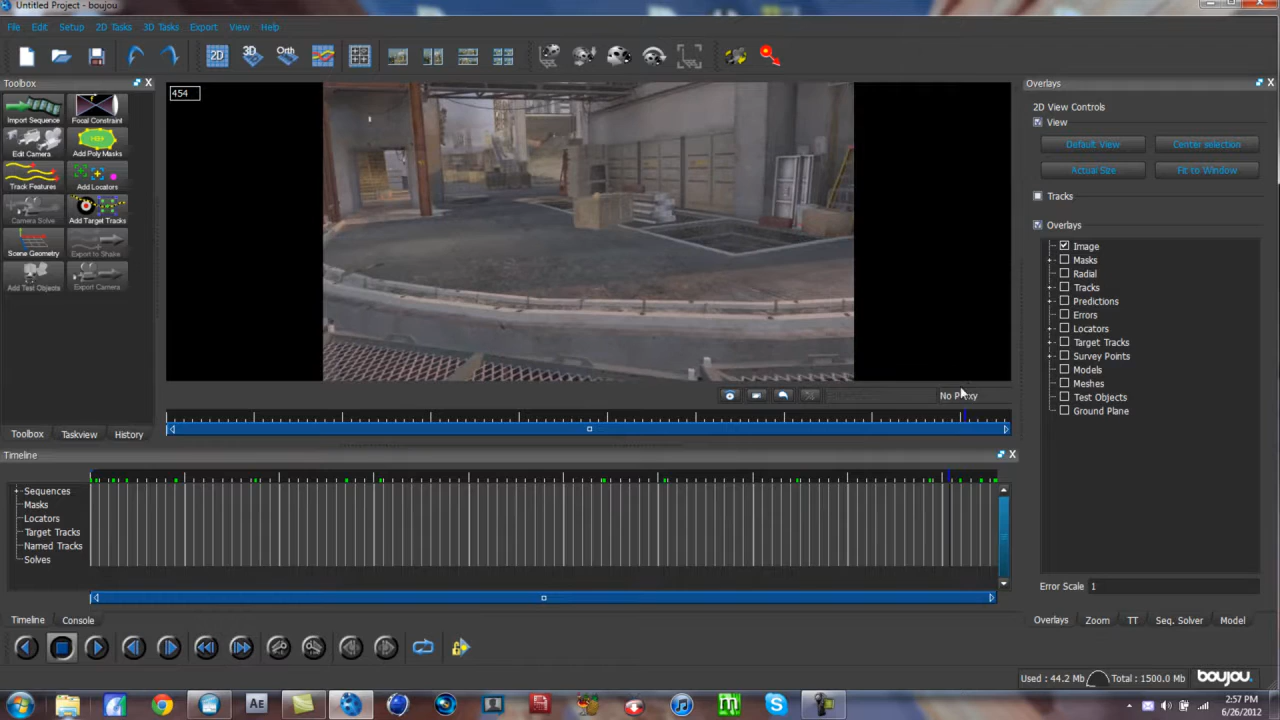 Untitled Project - boujou
File Edit Setup 2D Tasks 3D Tasks Export View Help
2D 3D Orth
Toolbox
Import Sequence Focal Constraint
Edit Camera Add Poly Masks
Track Features Add Locators
Camera Solve Add Target Tracks
Scene Geometry Export to Shake
Add Test Objects Export Camera
Toolbox Taskview History
454
No Proxy
Overlays
2D View Controls
View
Default View Center selection
Actual Size Fit to Window
Tracks
Overlays
Image
Masks
Radial
Tracks
Predictions
Errors
Locators
Target Tracks
Survey Points
Models
Meshes
Test Objects
Ground Plane
Error Scale 1
Overlays Zoom TT Seq. Solver Model
Timeline
Sequences
Masks
Locators
Target Tracks
Named Tracks
Solves
Timeline Console
Used : 44.2 Mb Total : 1500.0 Mb boujou
Ae
m
S
2:57 PM
6/26/2012